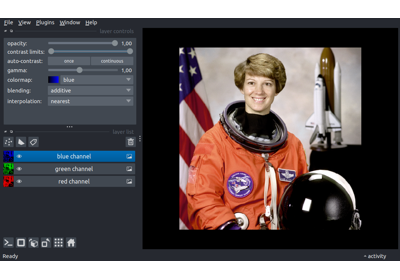 File View Plugins Window Help
layer controls
opacity: 1,00
contrast limits:
auto-contrast: once continuous
gamma: 1,00
colormap: blue
blending: additive
interpolation: nearest
layer list
blue channel
green channel
red channel
Ready
activity